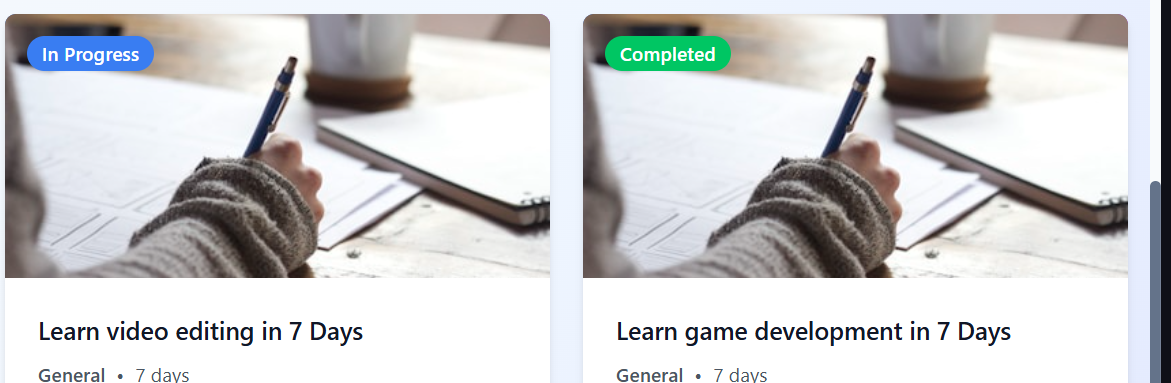 In Progress
Completed
Learn video editing in 7 Days
Learn game development in 7 Days
General • 7 days
General • 7 days